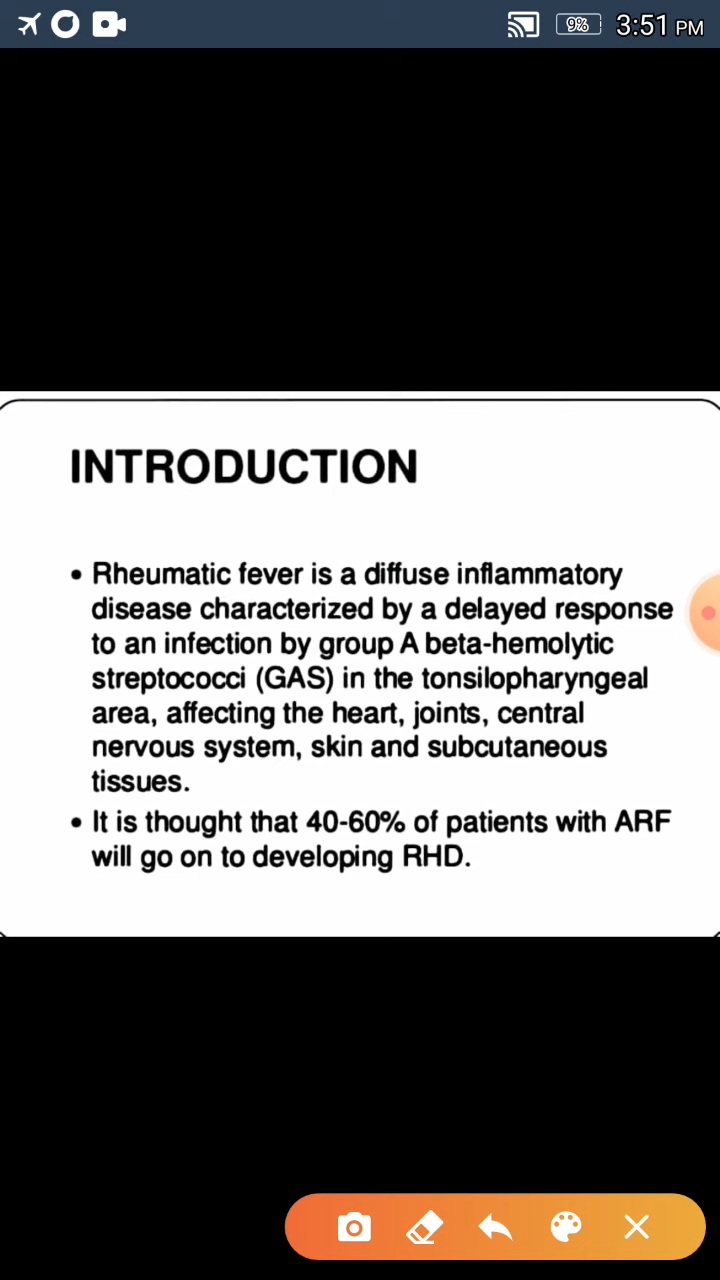 9% 3:51 PM
INTRODUCTION
• Rheumatic fever is a diffuse inflammatory
disease characterized by a delayed response
to an infection by group A beta-hemolytic
streptococci (GAS) in the tonsilopharyngeal
area, affecting the heart, joints, central
nervous system, skin and subcutaneous
tissues.
• It is thought that 40-60% of patients with ARF
will go on to developing RHD.